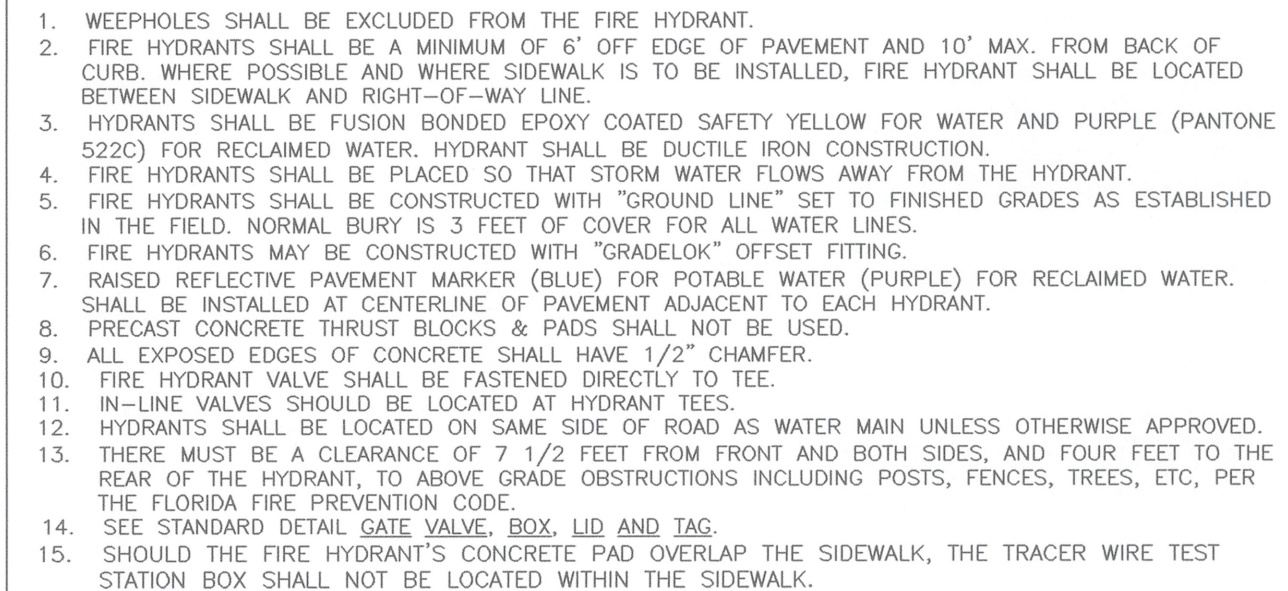 1. WEEPHOLES SHALL BE EXCLUDED FROM THE FIRE HYDRANT.
2. FIRE HYDRANTS SHALL BE A MINIMUM OF 6' OFF EDGE OF PAVEMENT AND 10' MAX. FROM BACK OF
CURB. WHERE POSSIBLE AND WHERE SIDEWALK IS TO BE INSTALLED, FIRE HYDRANT SHALL BE LOCATED
BETWEEN SIDEWALK AND RIGHT-OF-WAY LINE.
3. HYDRANTS SHALL BE FUSION BONDED EPOXY COATED SAFETY YELLOW FOR WATER AND PURPLE (PANTONE
522C) FOR RECLAIMED WATER. HYDRANT SHALL BE DUCTILE IRON CONSTRUCTION.
4. FIRE HYDRANTS SHALL BE PLACED SO THAT STORM WATER FLOWS AWAY FROM THE HYDRANT.
5. FIRE HYDRANTS SHALL BE CONSTRUCTED WITH "GROUND LINE" SET TO FINISHED GRADES AS ESTABLISHED
IN THE FIELD. NORMAL BURY IS 3 FEET OF COVER FOR ALL WATER LINES.
6. FIRE HYDRANTS MAY BE CONSTRUCTED WITH "GRADELOK" OFFSET FITTING.
7. RAISED REFLECTIVE PAVEMENT MARKER (BLUE) FOR POTABLE WATER (PURPLE) FOR RECLAIMED WATER.
SHALL BE INSTALLED AT CENTERLINE OF PAVEMENT ADJACENT TO EACH HYDRANT.
8. PRECAST CONCRETE THRUST BLOCKS & PADS SHALL NOT BE USED.
9. ALL EXPOSED EDGES OF CONCRETE SHALL HAVE 1/2" CHAMFER.
10. FIRE HYDRANT VALVE SHALL BE FASTENED DIRECTLY TO TEE.
11. IN-LINE VALVES SHOULD BE LOCATED AT HYDRANT TEES.
12. HYDRANTS SHALL BE LOCATED ON SAME SIDE OF ROAD AS WATER MAIN UNLESS OTHERWISE APPROVED.
13. THERE MUST BE A CLEARANCE OF 7 1/2 FEET FROM FRONT AND BOTH SIDES, AND FOUR FEET TO THE
REAR OF THE HYDRANT, TO ABOVE GRADE OBSTRUCTIONS INCLUDING POSTS, FENCES, TREES, ETC, PER
THE FLORIDA FIRE PREVENTION CODE.
14. SEE STANDARD DETAIL GATE VALVE, BOX, LID AND TAG.
15. SHOULD THE FIRE HYDRANT'S CONCRETE PAD OVERLAP THE SIDEWALK, THE TRACER WIRE TEST
STATION BOX SHALL NOT BE LOCATED WITHIN THE SIDEWALK.